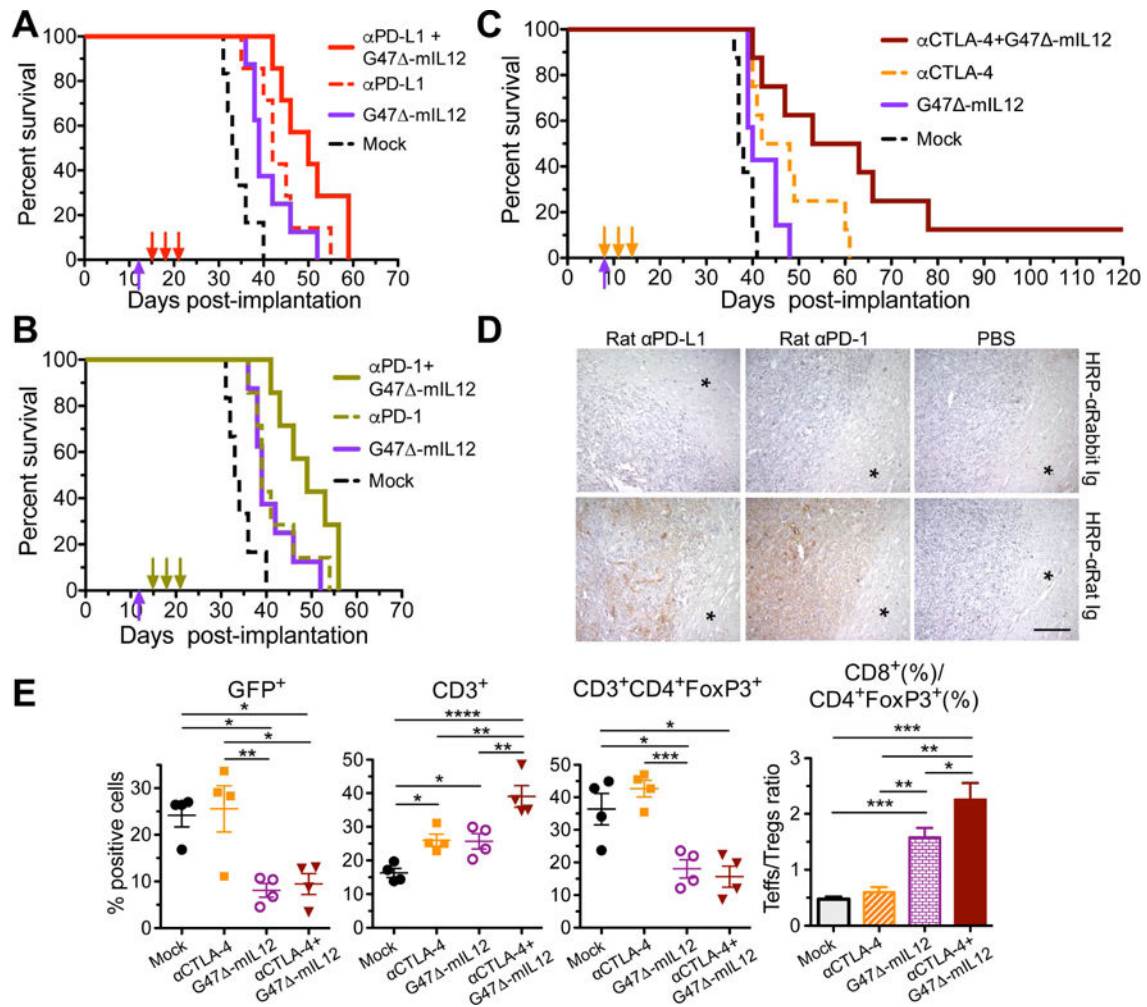 A
Percent survival
100
80
60
40
20
0
0 10 20 30 40 50 60 70
Days post-implantation
αPD-L1 +
G47Δ-mIL12
αPD-L1
G47Δ-mIL12
Mock
B
Percent survival
100
80
60
40
20
0
0 10 20 30 40 50 60 70
Days post-implantation
αPD-1+
G47Δ-mIL12
αPD-1
G47Δ-mIL12
Mock
C
Percent survival
100
80
60
40
20
0
0 10 20 30 40 50 60 70 80 90 100 110 120
Days post-implantation
αCTLA-4+G47Δ-mIL12
αCTLA-4
G47Δ-mIL12
Mock
D
Rat αPD-L1 Rat αPD-1 PBS
HRP-αRabbit Ig
* * *
HRP-αRat Ig
* * *
E
% positive cells
GFP⁺
*
*
*
**
30
20
10
0
Mock
αCTLA-4
G47Δ-mIL12
αCTLA-4+
G47Δ-mIL12
CD3⁺
****
**
**
*
*
50
40
30
20
10
0
Mock
αCTLA-4
G47Δ-mIL12
αCTLA-4+
G47Δ-mIL12
CD3⁺CD4⁺FoxP3⁺
*
*
***
50
40
30
20
10
0
Mock
αCTLA-4
G47Δ-mIL12
αCTLA-4+
G47Δ-mIL12
CD8⁺(%)/
CD4⁺FoxP3⁺(%)
***
**
*
**
***
Teffs/Tregs ratio
3
2
1
0
Mock
αCTLA-4
G47Δ-mIL12
αCTLA-4+
G47Δ-mIL12